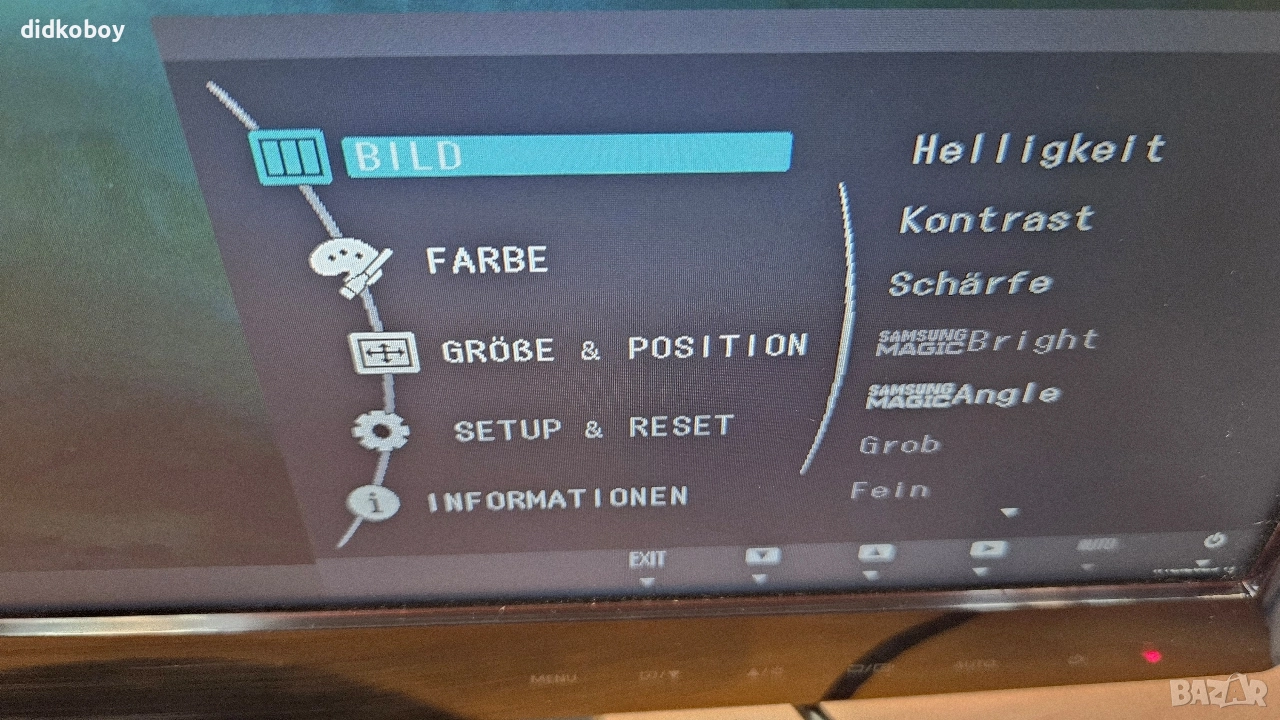 didkoboy
BILD
FARBE
GRÖßE & POSITION
SETUP & RESET
INFORMATIONEN
Helligkeit
Kontrast
Schärfe
SAMSUNG MAGIC Bright
SAMSUNG MAGIC Angle
Grob
Fein
EXIT
AUTO
MENU
AUTO
BAZAR